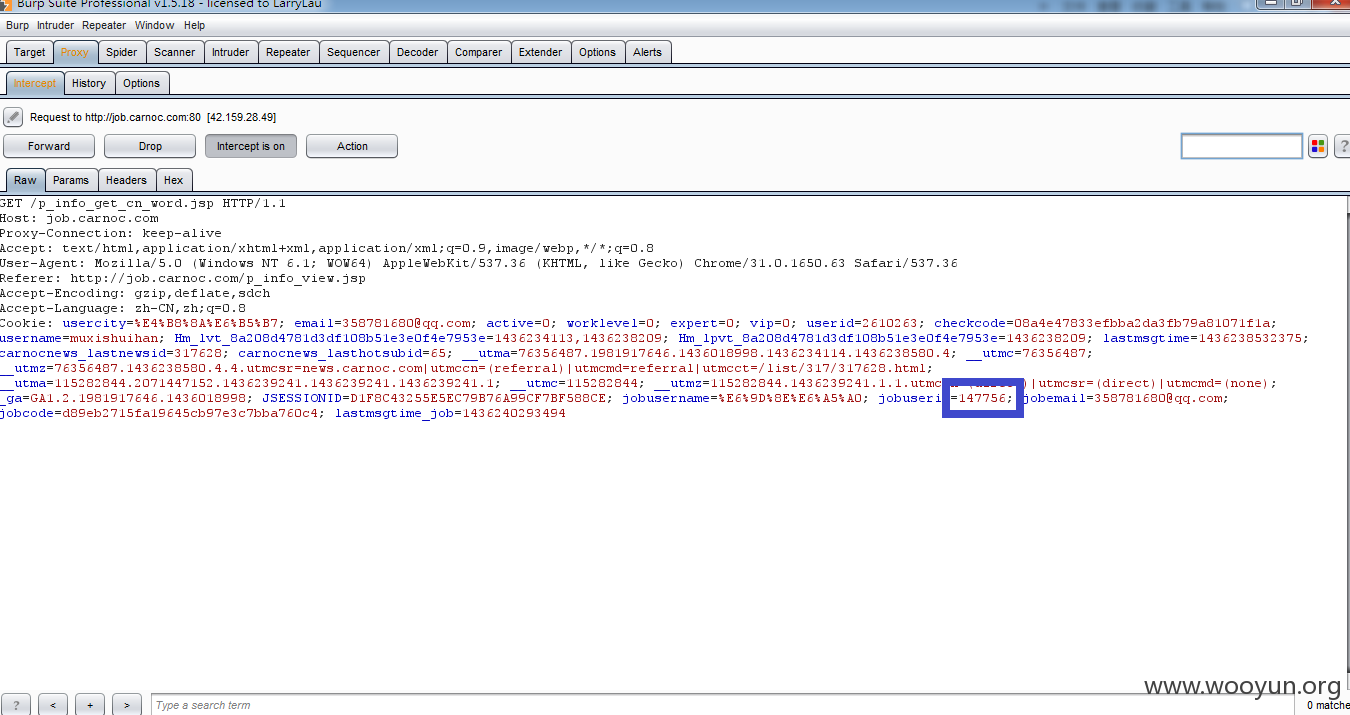 Burp Suite Professional v1.5.18 - licensed to LarryLau
Burp Intruder Repeater Window Help
Target Proxy Spider Scanner Intruder Repeater Sequencer Decoder Comparer Extender Options Alerts
Intercept History Options
Request to http://job.carnoc.com:80 [42.159.28.49]
Forward Drop Intercept is on Action
?
Raw Params Headers Hex
GET /p_info_get_cn_word.jsp HTTP/1.1
Host: job.carnoc.com
Proxy-Connection: keep-alive
Accept: text/html,application/xhtml+xml,application/xml;q=0.9,image/webp,*/*;q=0.8
User-Agent: Mozilla/5.0 (Windows NT 6.1; WOW64) AppleWebKit/537.36 (KHTML, like Gecko) Chrome/31.0.1650.63 Safari/537.36
Referer: http://job.carnoc.com/p_info_view.jsp
Accept-Encoding: gzip,deflate,sdch
Accept-Language: zh-CN,zh;q=0.8
Cookie: usercity=%E4%B8%8A%E6%B5%B7; email=358781680@qq.com; active=0; worklevel=0; expert=0; vip=0; userid=2610263; checkcode=08a4e47833efbba2da3fb79a81071f1a;
username=muxishuihan; Hm_lvt_8a208d4781d3df108b51e3e0f4e7953e=1436234113,1436238209; Hm_lpvt_8a208d4781d3df108b51e3e0f4e7953e=1436238209; lastmsgtime=1436238532375;
carnocnews_lastnewsid=317628; carnocnews_lasthotsubid=65; __utma=76356487.1981917646.1436018998.1436234114.1436238580.4; __utmc=76356487;
__utmz=76356487.1436238580.4.4.utmcsr=news.carnoc.com|utmccn=(referral)|utmcmd=referral|utmcct=/list/317/317628.html;
__utma=115282844.2071447152.1436239241.1436239241.1436239241.1; __utmc=115282844; __utmz=115282844.1436239241.1.1.utmc )|utmcsr=(direct)|utmcmd=(none);
_ga=GA1.2.1981917646.1436018998; JSESSIONID=D1F8C43255E5EC79B76A99CF7BF588CE; jobusername=%E6%9D%8E%E6%A5%A0; jobuseri =147756; jobemail=358781680@qq.com;
jobcode=d89eb2715fa19645cb97e3c7bba760c4; lastmsgtime_job=1436240293494
www.wooyun.org
? < + > Type a search term 0 matche